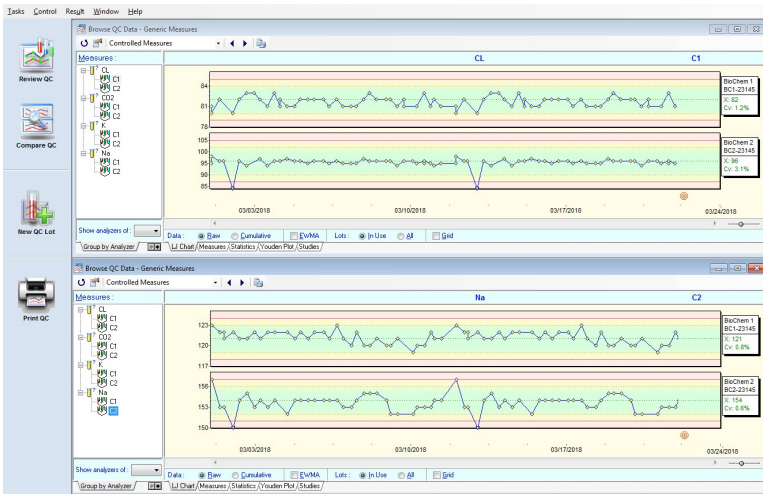 Tasks Control Result Window Help
Browse QC Data - Generic Measures
Controlled Measures
Measures :
CL C1
CL
C1
C2
CO2
C1
C2
K
C1
C2
Na
C1
C2
84
81
78
BioChem 1
BC1-23145
X: 82
Cv: 1.2%
105
100
95
90
85
BioChem 2
BC2-23145
X: 96
Cv: 3.1%
03/03/2018 03/10/2018 03/17/2018 03/24/2018
Show analyzers of :
Data : Raw Cumulative EWMA Lots : In Use All Grid
Group by Analyzer LJ Chart Measures Statistics Youden Plot Studies
Review QC
Compare QC
New QC Lot
Print QC
Browse QC Data - Generic Measures
Controlled Measures
Measures :
Na C2
CL
C1
C2
CO2
C1
C2
K
C1
C2
Na
C1
C2
123
120
117
BioChem 1
BC1-23145
X: 121
Cv: 0.8%
156
153
150
BioChem 2
BC2-23145
X: 154
Cv: 0.6%
03/03/2018 03/10/2018 03/17/2018 03/24/2018
Show analyzers of :
Data : Raw Cumulative EWMA Lots : In Use All Grid
Group by Analyzer LJ Chart Measures Statistics Youden Plot Studies